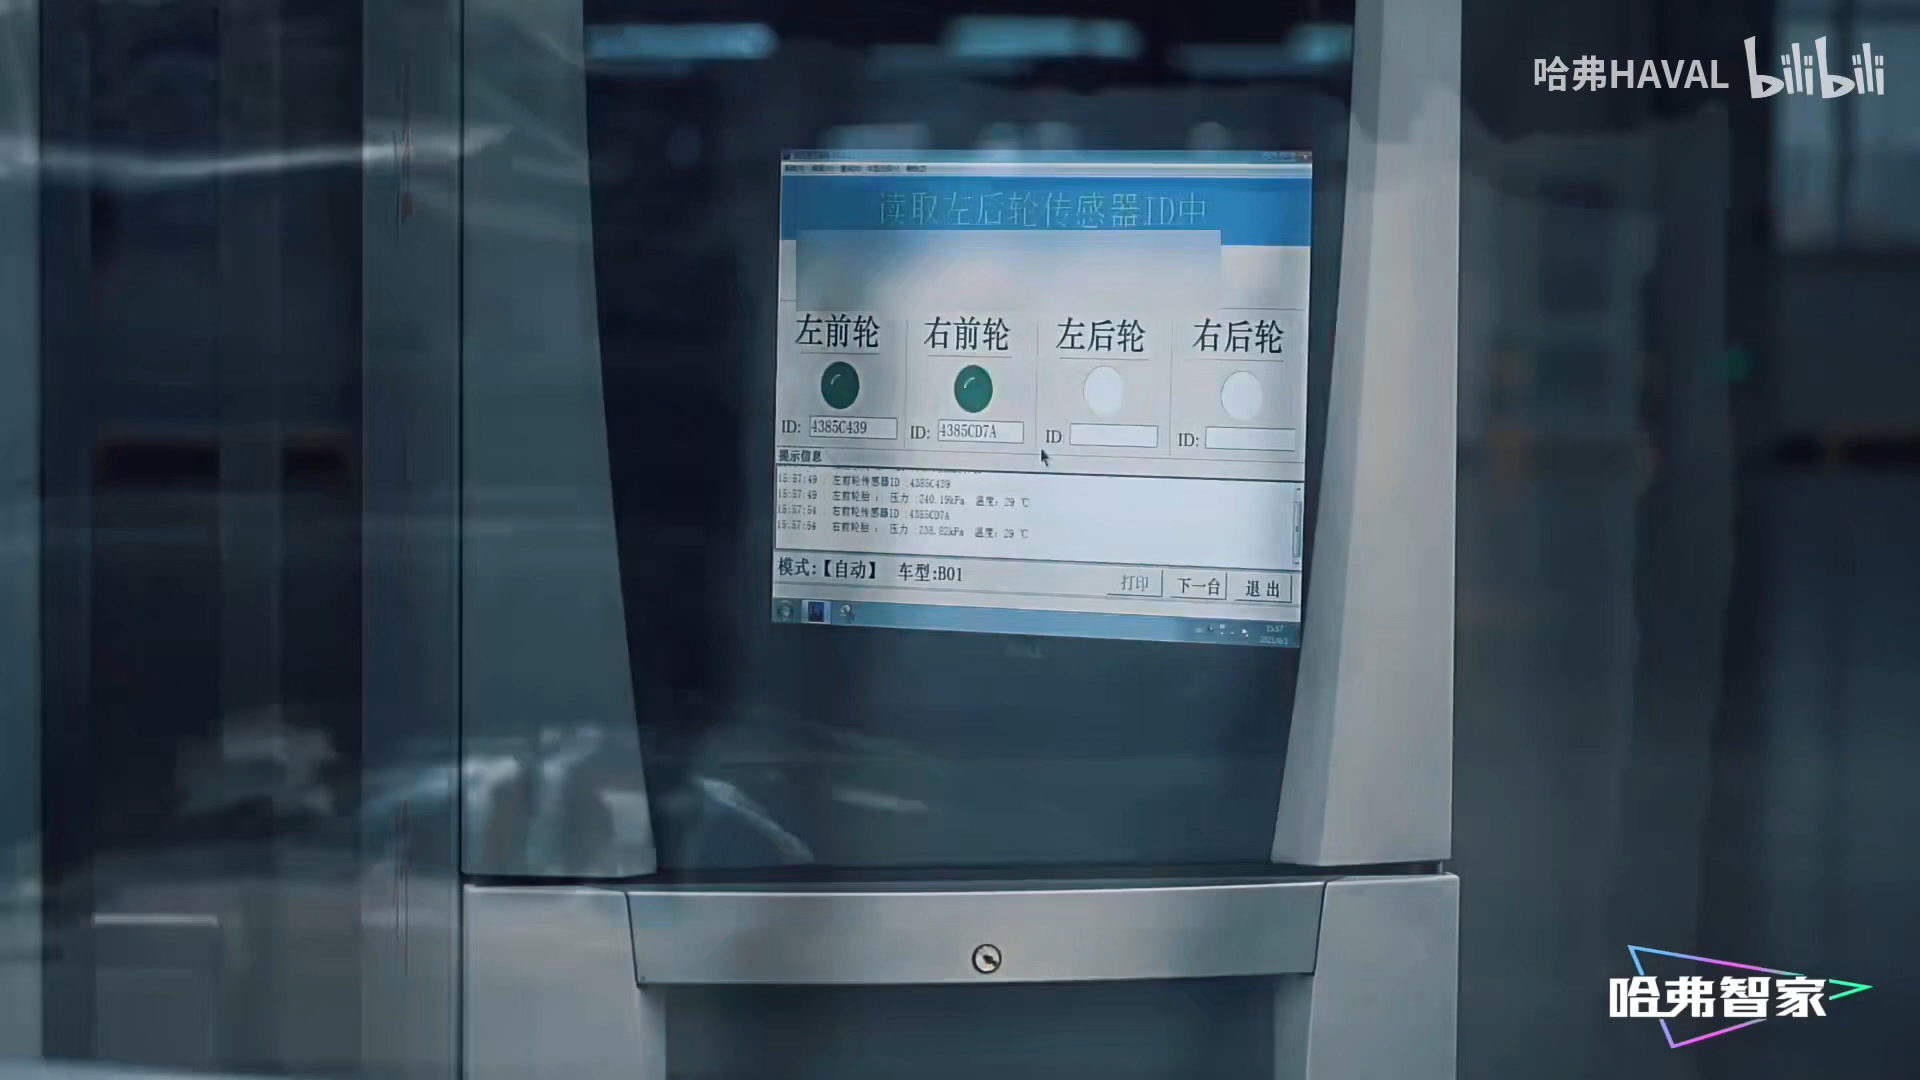 哈弗HAVAL bilibili
读取左后轮传感器ID中
左前轮 右前轮 左后轮 右后轮
ID: 4385C439 ID: 4385CD7A ID: ID:
提示信息
15:57:49 左前轮传感器ID :4385C439
15:57:49 左前轮胎 : 压力 :240.19kPa 温度: 29 ℃
15:57:54 右前轮传感器ID :4385CD7A
15:57:54 右前轮胎 : 压力 :238.82kPa 温度: 29 ℃
模式:【自动】 车型:B01 打印 下一台 退出
15:57
哈弗智家